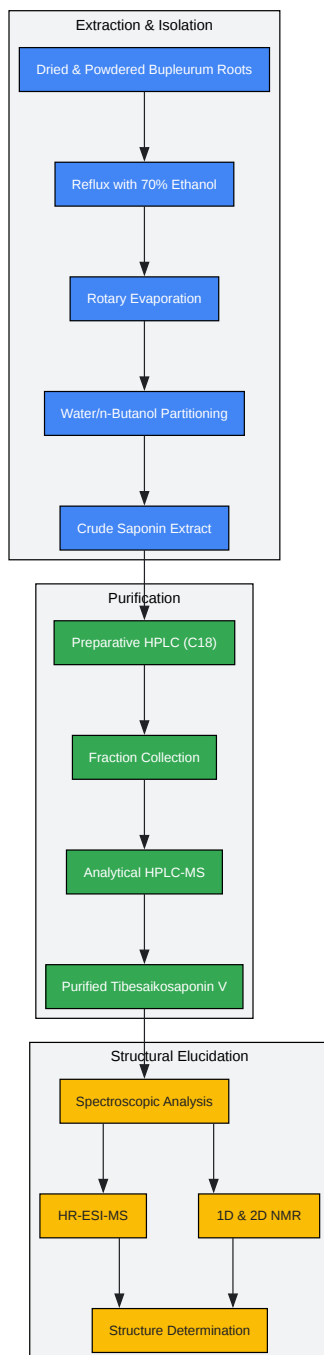 Extraction & Isolation
Dried & Powdered Bupleurum Roots
Reflux with 70% Ethanol
Rotary Evaporation
Water/n-Butanol Partitioning
Crude Saponin Extract
Purification
Preparative HPLC (C18)
Fraction Collection
Analytical HPLC-MS
Purified Tibesaikosaponin V
Structural Elucidation
Spectroscopic Analysis
HR-ESI-MS
1D & 2D NMR
Structure Determination